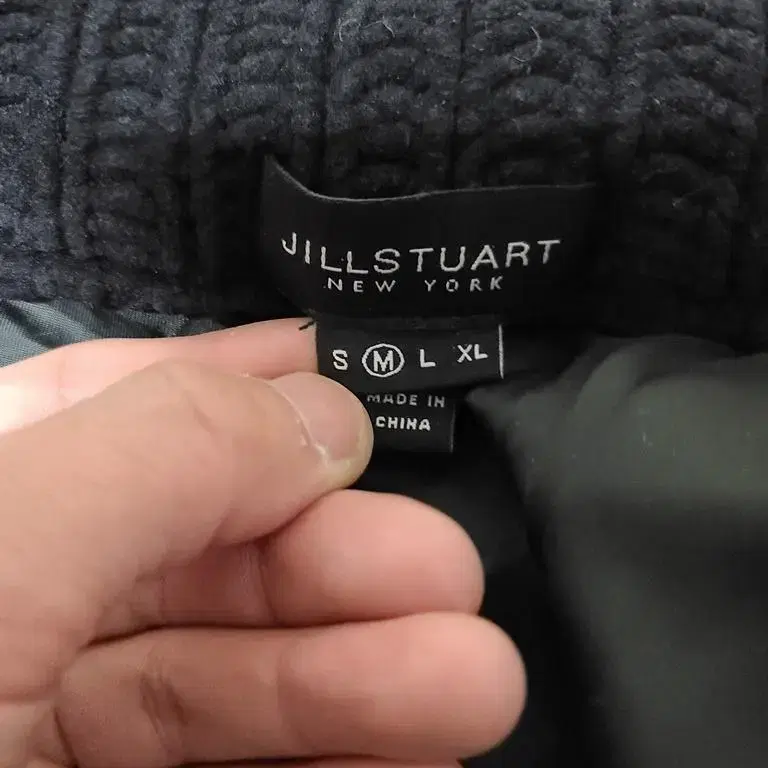 JILLSTUART
NEW YORK
S M L XL
MADE IN
CHINA